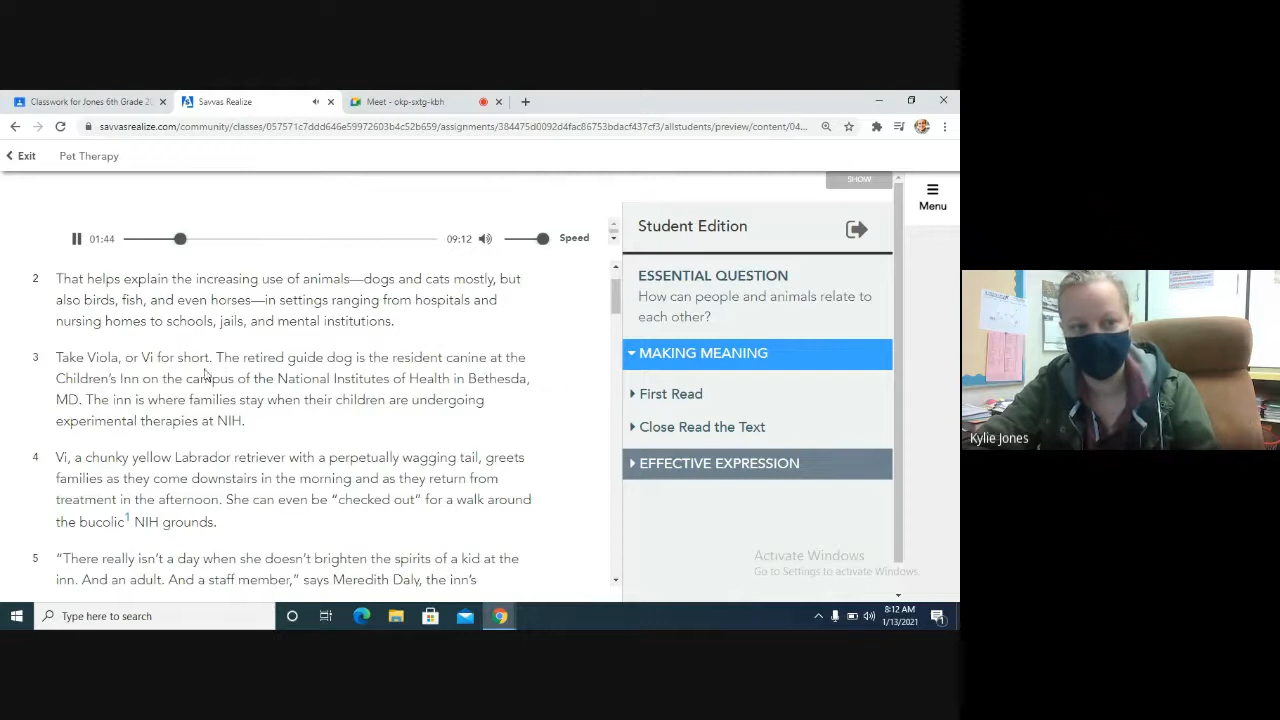 Classwork for Jones 6th Grade 20
Savvas Realize
Meet - okp-sxtg-kbh
savvasrealize.com/community/classes/057571c7ddd646e59972603b4c52b659/assignments/384475d0092d4fac86753bdacf437cf3/allstudents/preview/content/04...
Exit Pet Therapy
SHOW
Menu
01:44 09:12 Speed
2 That helps explain the increasing use of animals—dogs and cats mostly, but
also birds, fish, and even horses—in settings ranging from hospitals and
nursing homes to schools, jails, and mental institutions.
3 Take Viola, or Vi for short. The retired guide dog is the resident canine at the
Children's Inn on the campus of the National Institutes of Health in Bethesda,
MD. The inn is where families stay when their children are undergoing
experimental therapies at NIH.
4 Vi, a chunky yellow Labrador retriever with a perpetually wagging tail, greets
families as they come downstairs in the morning and as they return from
treatment in the afternoon. She can even be “checked out” for a walk around
the bucolic1 NIH grounds.
5 “There really isn't a day when she doesn't brighten the spirits of a kid at the
inn. And an adult. And a staff member,” says Meredith Daly, the inn's
Student Edition
ESSENTIAL QUESTION
How can people and animals relate to
each other?
MAKING MEANING
First Read
Close Read the Text
EFFECTIVE EXPRESSION
Activate Windows
Go to Settings to activate Windows.
Kylie Jones
Type here to search
8:12 AM
1/13/2021
1